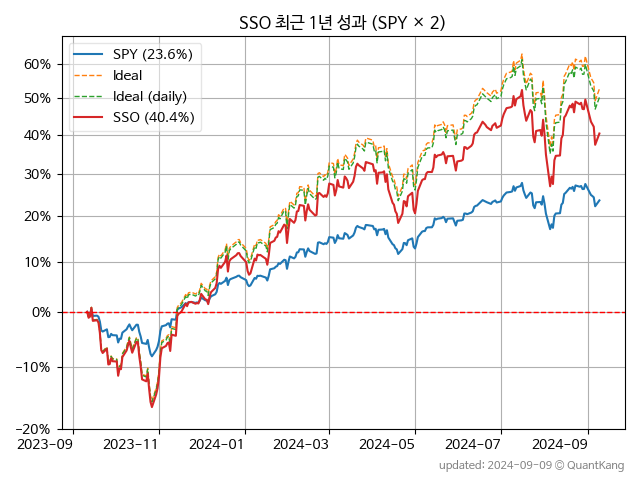 SSO 최근 1년 성과 (SPY × 2)
SPY (23.6%)
Ideal
Ideal (daily)
SSO (40.4%)
60%
50%
40%
30%
20%
10%
0%
−10%
−20%
2023-09 2023-11 2024-01 2024-03 2024-05 2024-07 2024-09
updated: 2024-09-09 © QuantKang